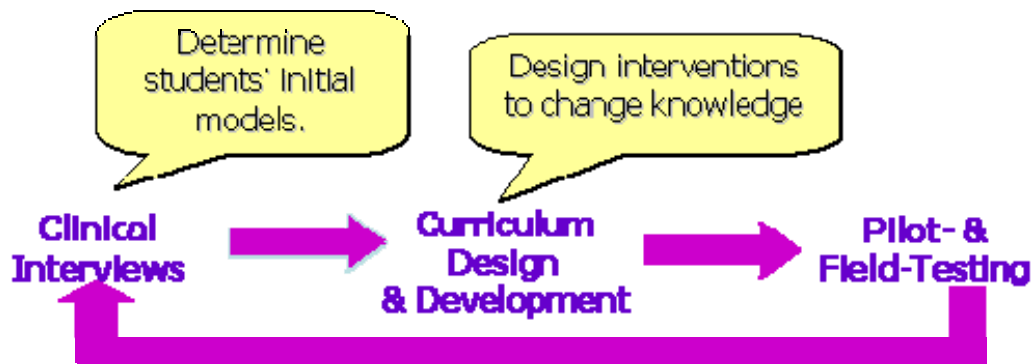 Determine
students' initial
models.
Design interventions
to change knowledge
Clinical
Interviews
Curriculum
Design
& Development
Pilot- &
Field-Testing